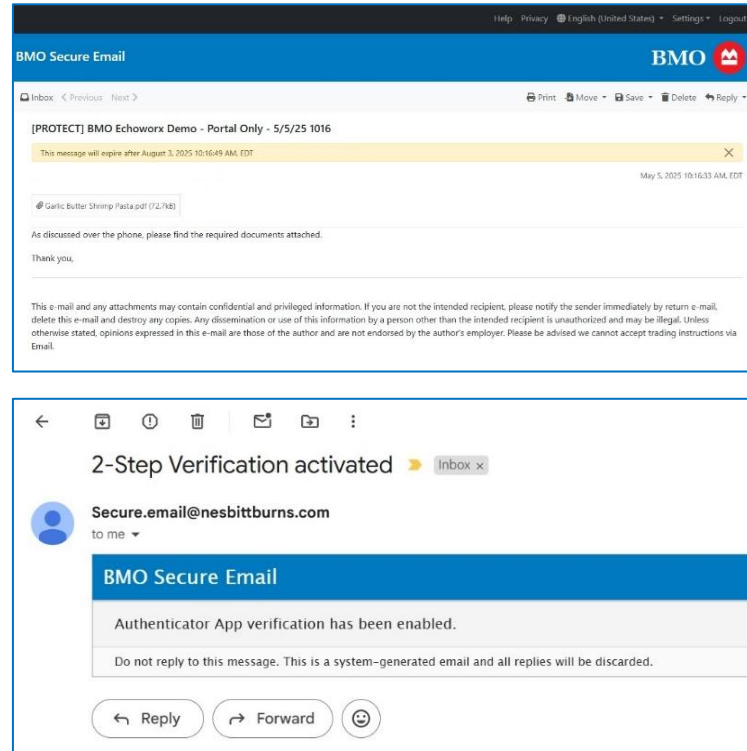 Help Privacy English (United States) Settings Logout
BMO Secure Email BMO
Inbox Previous Next Print Move Save Delete Reply
[PROTECT] BMO Echoworx Demo - Portal Only - 5/5/25 1016
This message will expire after August 3, 2025 10:16:49 AM, EDT
May 5, 2025 10:16:33 AM, EDT
Garlic Butter Shrimp Pasta.pdf (72.7kB)
As discussed over the phone, please find the required documents attached.
Thank you,
This e-mail and any attachments may contain confidential and privileged information. If you are not the intended recipient, please notify the sender immediately by return e-mail,
delete this e-mail and destroy any copies. Any dissemination or use of this information by a person other than the intended recipient is unauthorized and may be illegal. Unless
otherwise stated, opinions expressed in this e-mail are those of the author and are not endorsed by the author's employer. Please be advised we cannot accept trading instructions via
Email.
2-Step Verification activated Inbox x
Secure.email@nesbittburns.com
to me
BMO Secure Email
Authenticator App verification has been enabled.
Do not reply to this message. This is a system-generated email and all replies will be discarded.
Reply Forward